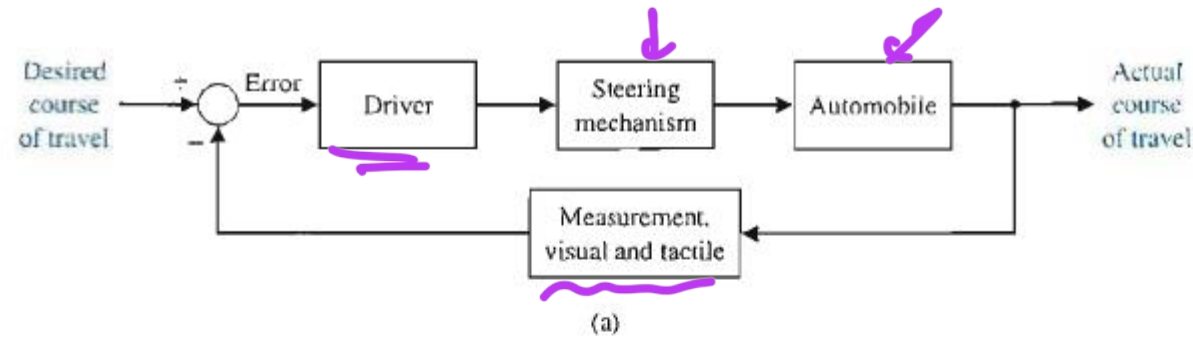 Desired
course
of travel
+
Error
−
Driver
Steering
mechanism
Automobile
Actual
course
of travel
Measurement,
visual and tactile
(a)